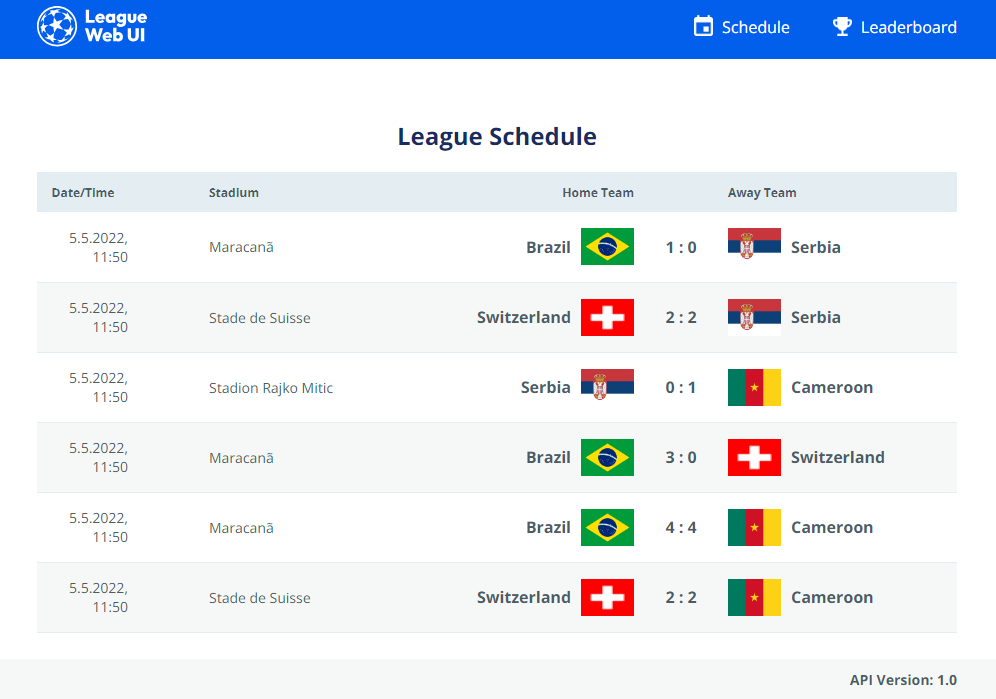 League
Web UI
Schedule
Leaderboard
League Schedule
Date/Time Stadium Home Team Away Team
5.5.2022,
11:50
Maracanã Brazil 1 : 0 Serbia
5.5.2022,
11:50
Stade de Suisse Switzerland 2 : 2 Serbia
5.5.2022,
11:50
Stadion Rajko Mitic Serbia 0 : 1 Cameroon
5.5.2022,
11:50
Maracanã Brazil 3 : 0 Switzerland
5.5.2022,
11:50
Maracanã Brazil 4 : 4 Cameroon
5.5.2022,
11:50
Stade de Suisse Switzerland 2 : 2 Cameroon
API Version: 1.0